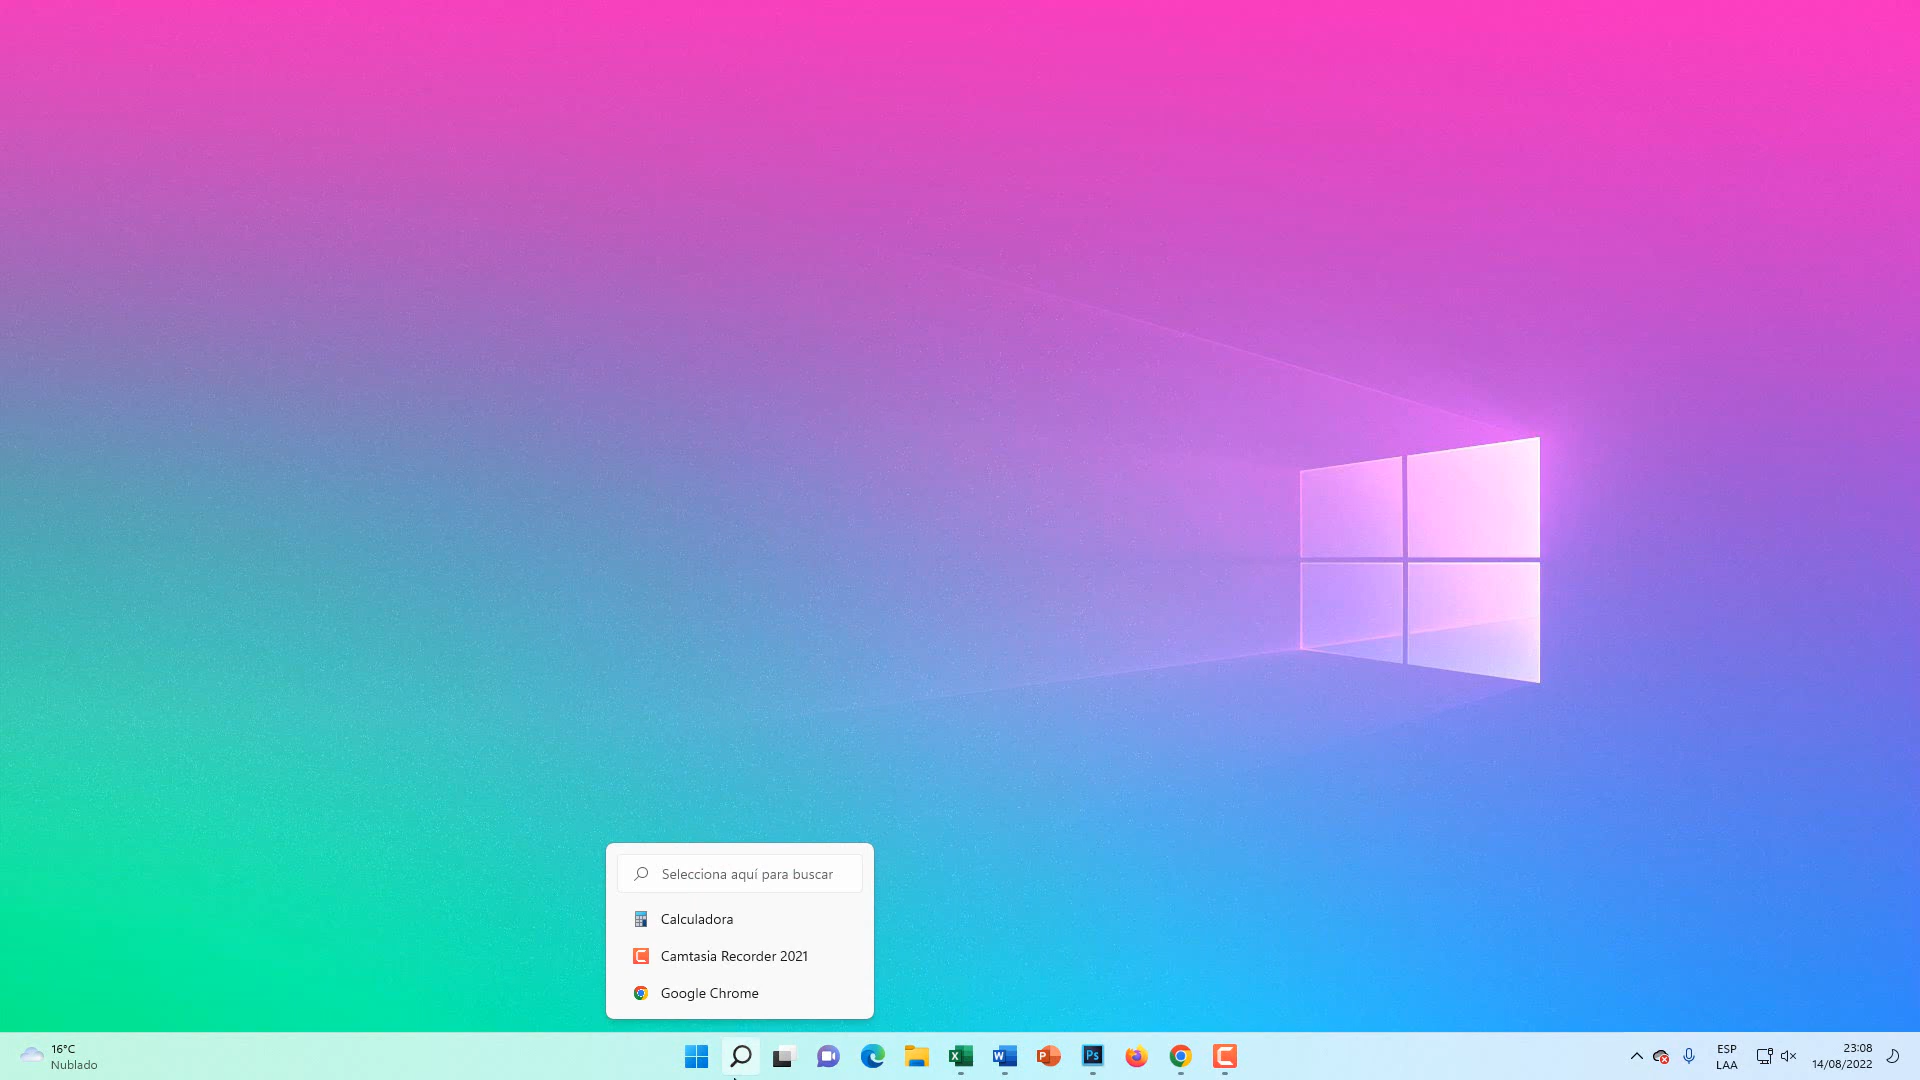 Selecciona aquí para buscar
Calculadora
Camtasia Recorder 2021
Google Chrome
16°C
Nublado
X
W
P
Ps
ESP
LAA
23:08
14/08/2022